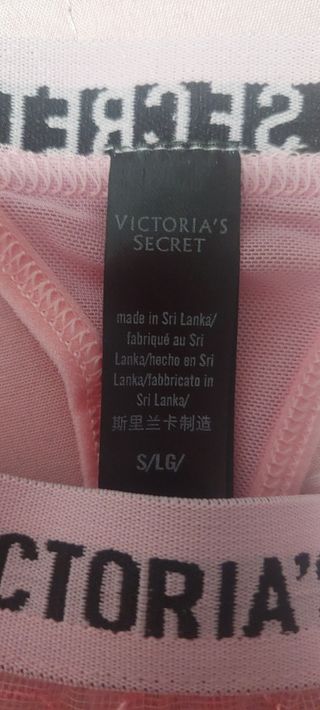 SECRE
VICTORIA'S
SECRET
made in Sri Lanka/
fabriqué au Sri
Lanka/hecho en Sri
Lanka/fabbricato in
Sri Lanka/
斯里兰卡制造
S/LG/
CTORIA'S